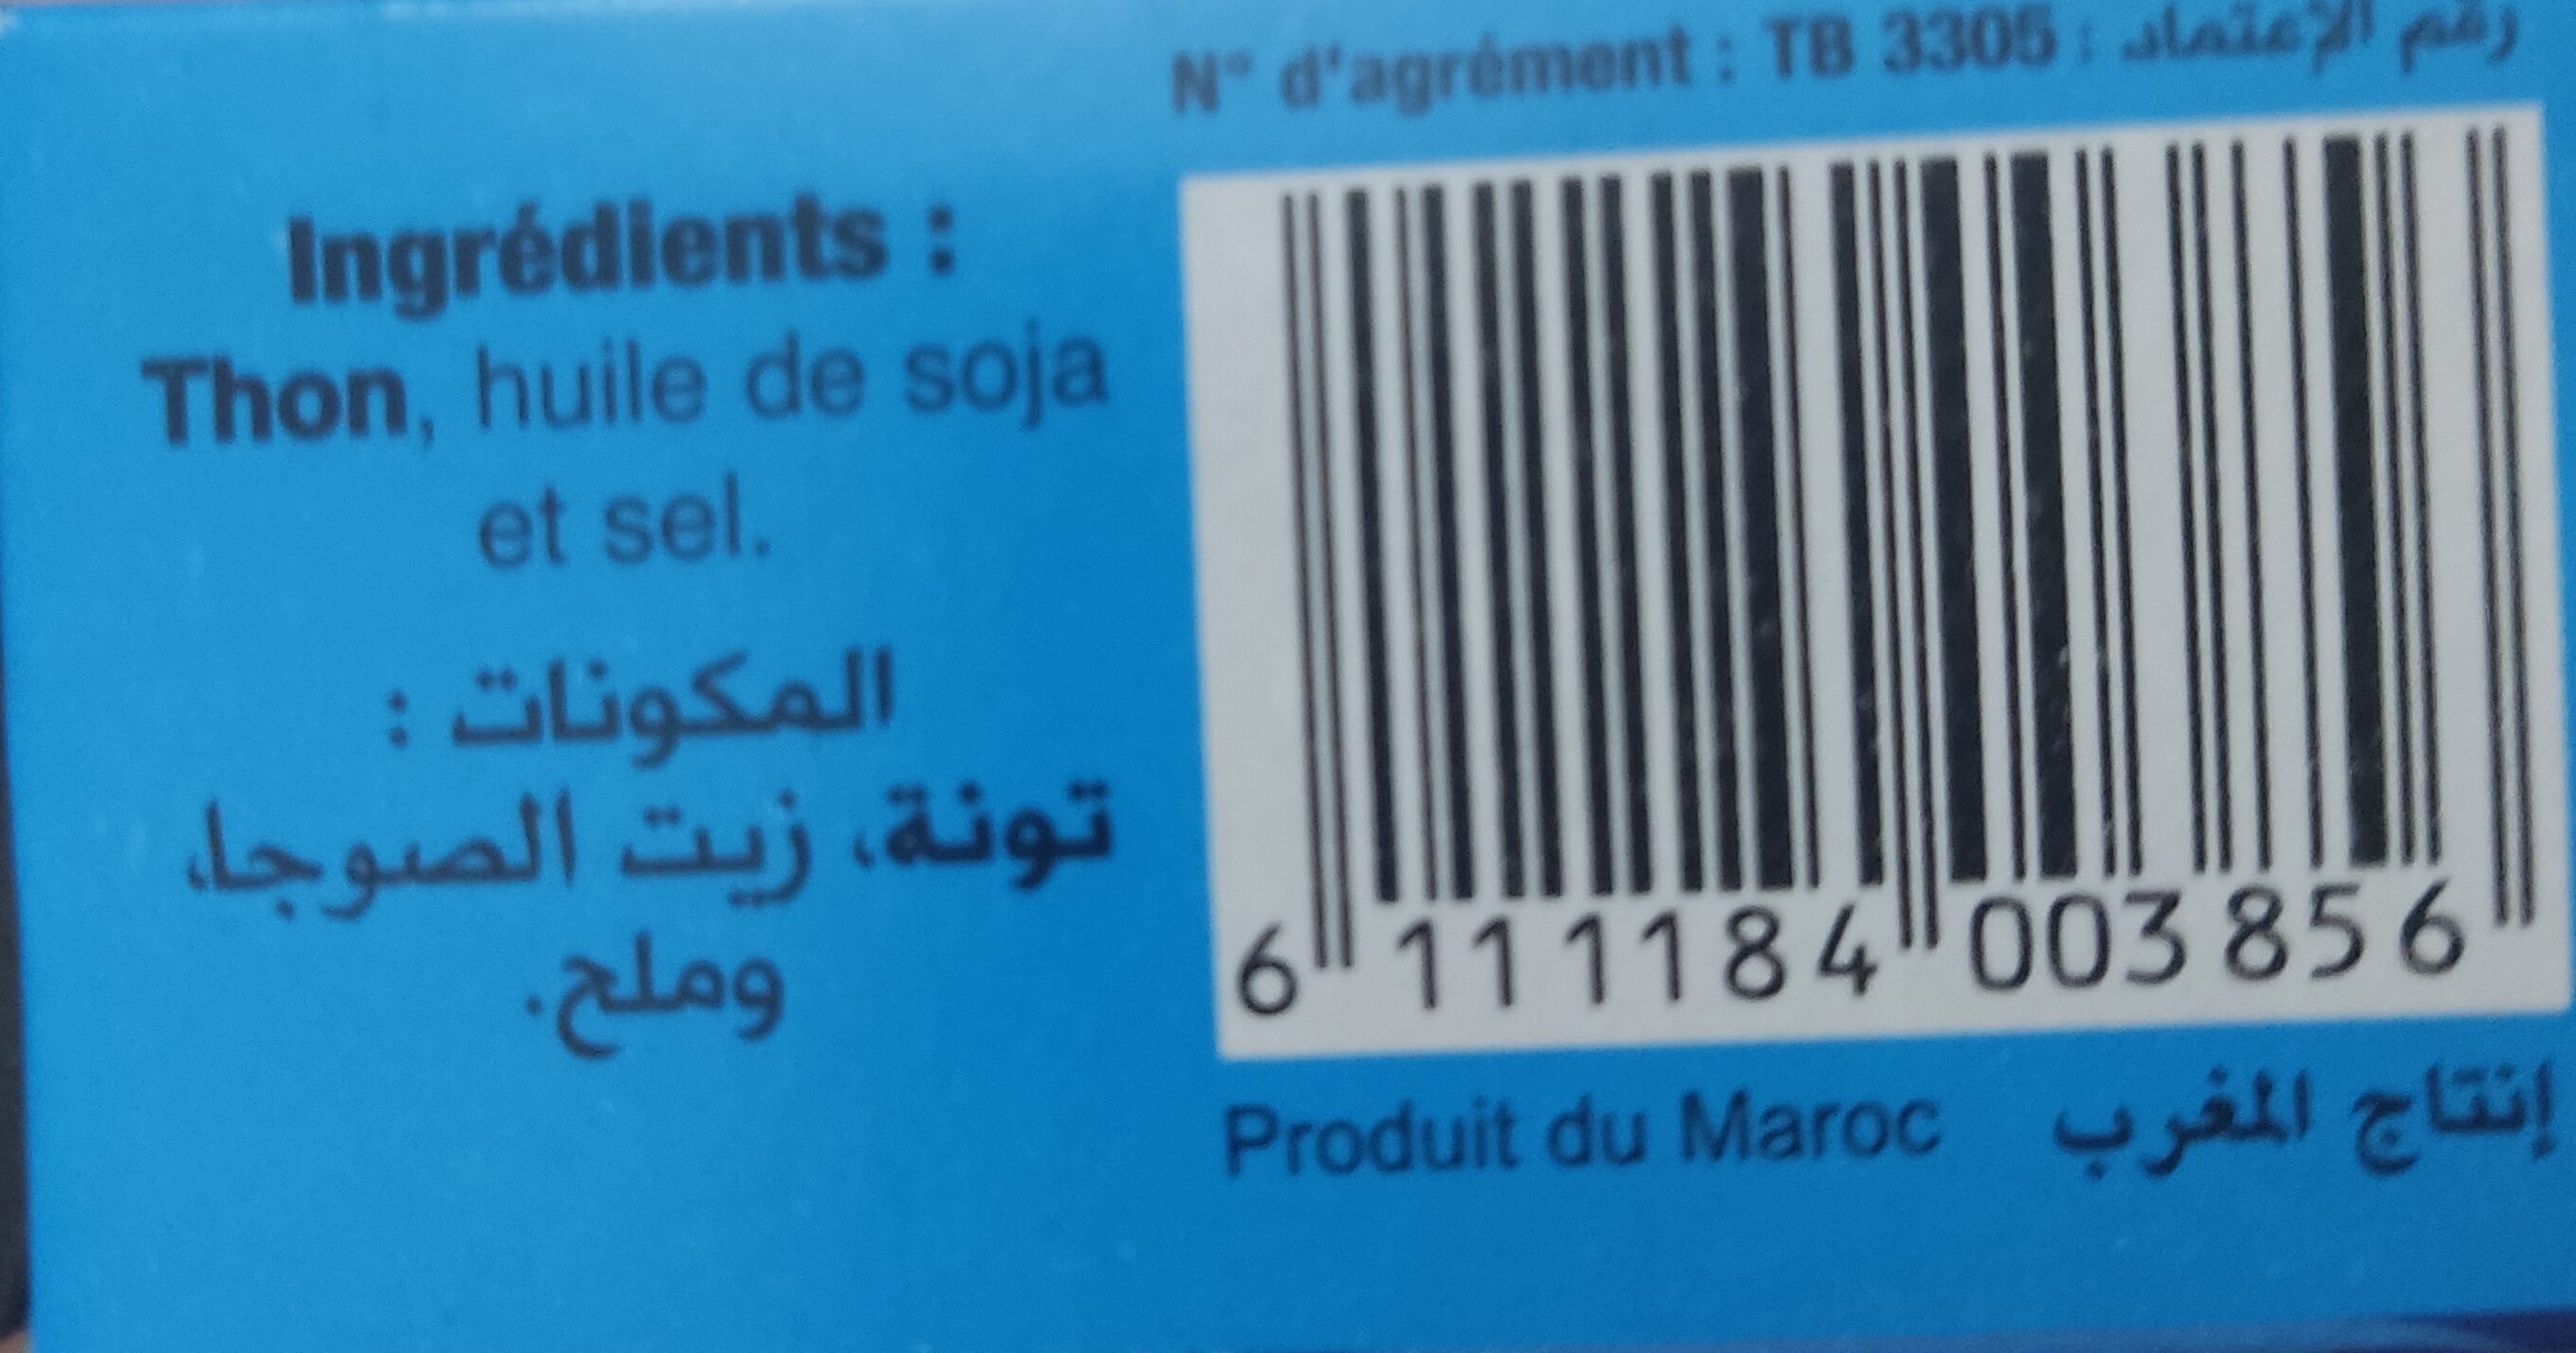 N° d'agrément : TB 3305 : رقم الإعتماد
Ingrédients :
Thon, huile de soja
et sel.
المكونات :
تونة، زيت الصوجا،
وملح.
6 111184 003856
Produit du Maroc إنتاج المغرب